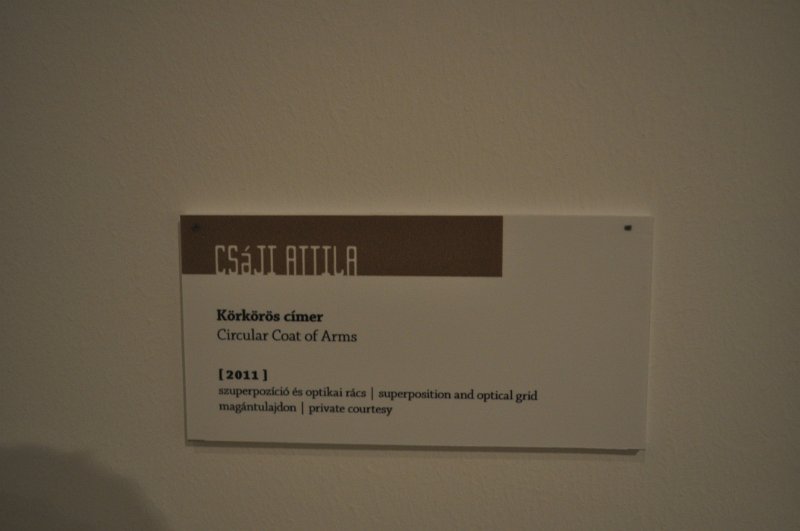 CSáJI ATTILA
Körkörös címer
Circular Coat of Arms
[ 2011 ]
szuperpozíció és optikai rács | superposition and optical grid
magántulajdon | private courtesy